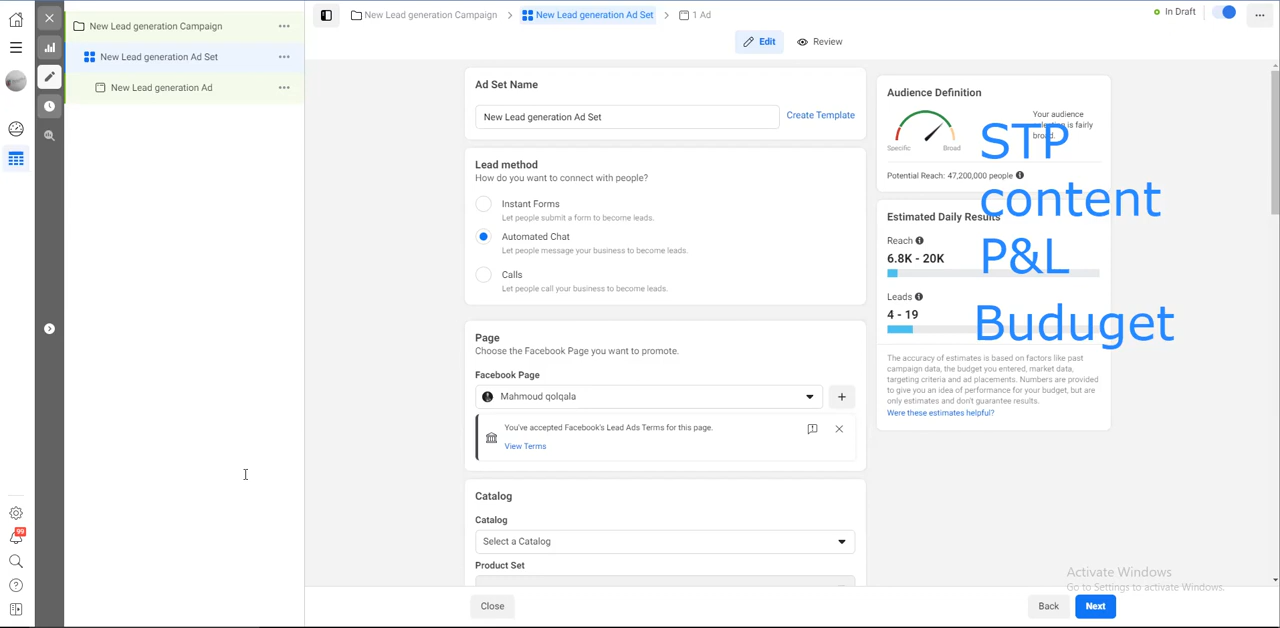 New Lead generation Campaign
New Lead generation Ad Set
New Lead generation Ad
99
New Lead generation Campaign > New Lead generation Ad Set > 1 Ad
In Draft
Edit
Review
Ad Set Name
New Lead generation Ad Set
Create Template
Lead method
How do you want to connect with people?
Instant Forms
Let people submit a form to become leads.
Automated Chat
Let people message your business to become leads.
Calls
Let people call your business to become leads.
Page
Choose the Facebook Page you want to promote.
Facebook Page
Mahmoud qolqala
You've accepted Facebook's Lead Ads Terms for this page.
View Terms
Catalog
Catalog
Select a Catalog
Product Set
Close
Back
Next
Audience Definition
Specific
Broad
Your audience
is fairly
Potential Reach: 47,200,000 people
Estimated Daily Results
Reach
6.8K - 20K
Leads
4 - 19
The accuracy of estimates is based on factors like past
campaign data, the budget you entered, market data,
targeting criteria and ad placements. Numbers are provided
to give you an idea of performance for your budget, but are
only estimates and don't guarantee results.
Were these estimates helpful?
STP
content
P&L
Buduget
Activate Windows
Go to Settings to activate Windows.